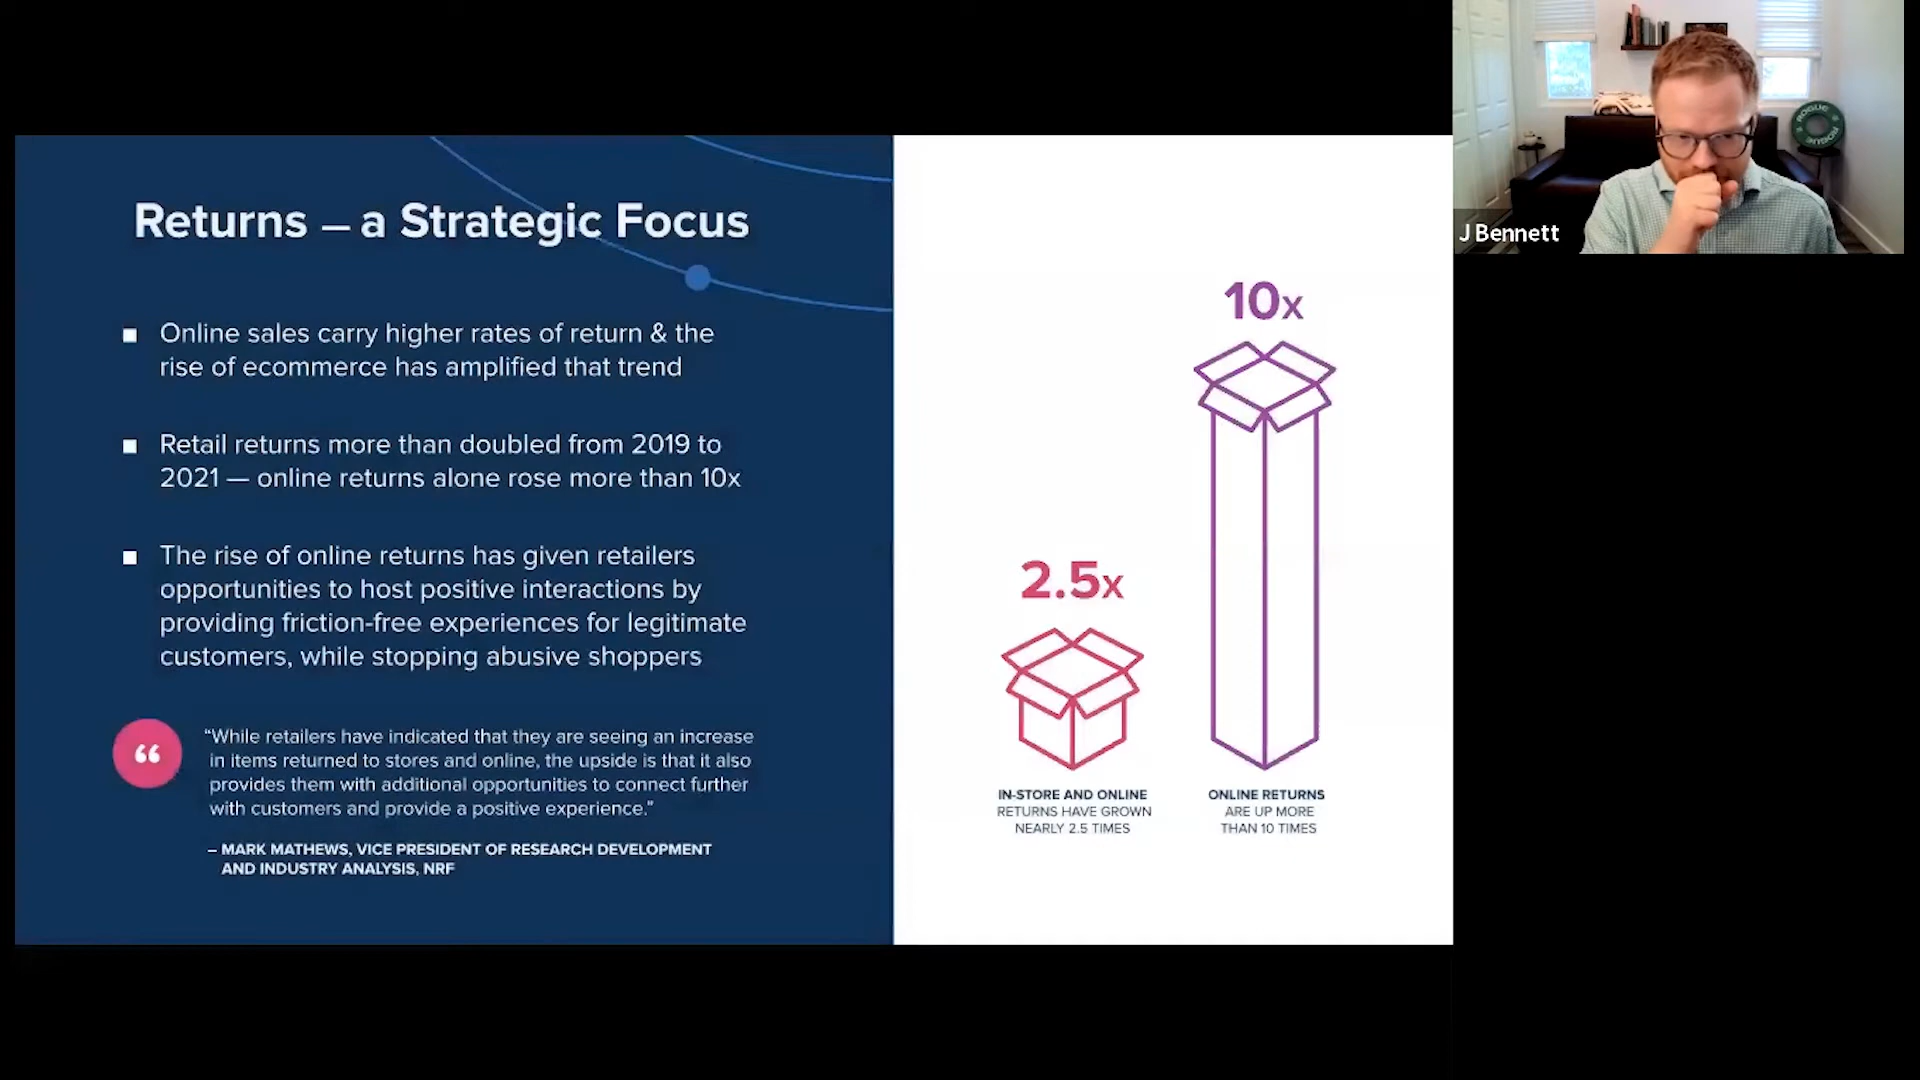 Returns – a Strategic Focus
Online sales carry higher rates of return & the
rise of ecommerce has amplified that trend
Retail returns more than doubled from 2019 to
2021 — online returns alone rose more than 10x
The rise of online returns has given retailers
opportunities to host positive interactions by
providing friction-free experiences for legitimate
customers, while stopping abusive shoppers
“While retailers have indicated that they are seeing an increase
in items returned to stores and online, the upside is that it also
provides them with additional opportunities to connect further
with customers and provide a positive experience.”
– MARK MATHEWS, VICE PRESIDENT OF RESEARCH DEVELOPMENT
AND INDUSTRY ANALYSIS, NRF
2.5x
IN-STORE AND ONLINE
RETURNS HAVE GROWN
NEARLY 2.5 TIMES
10x
ONLINE RETURNS
ARE UP MORE
THAN 10 TIMES
J Bennett
ROGUE
ROGUE